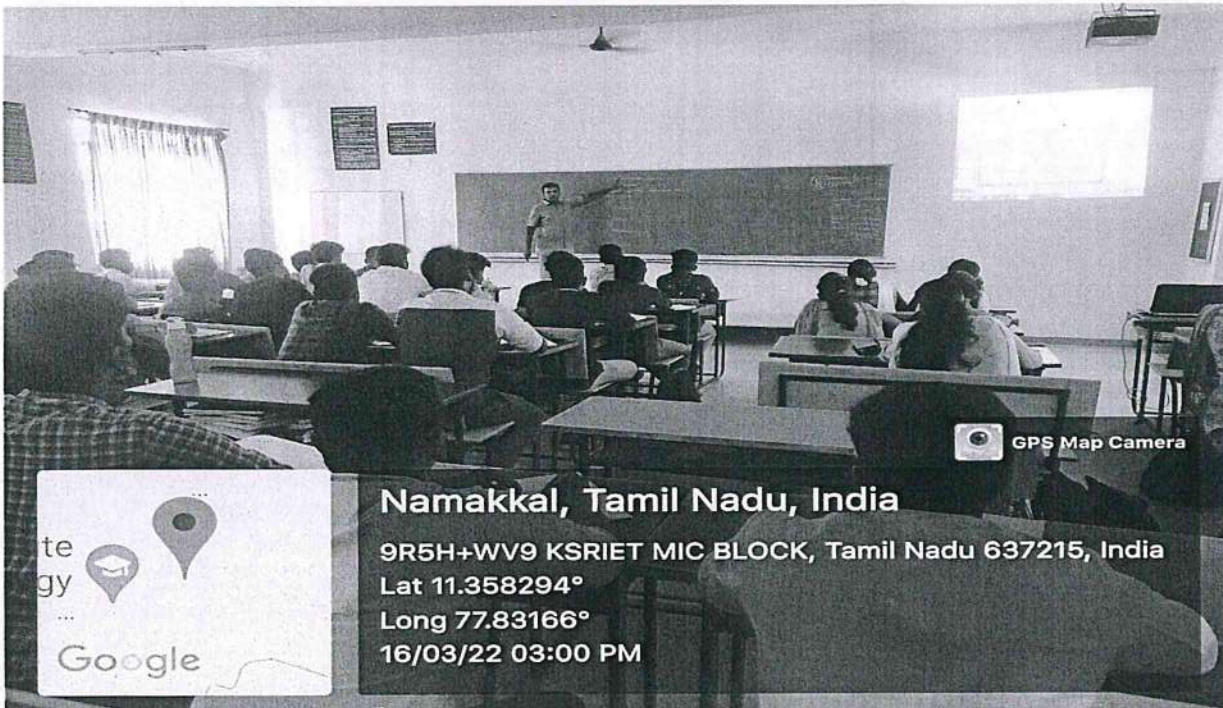 GPS Map Camera
Namakkal, Tamil Nadu, India
9R5H+WV9 KSRIET MIC BLOCK, Tamil Nadu 637215, India
Lat 11.358294°
Long 77.83166°
16/03/22 03:00 PM
te
gy
Google